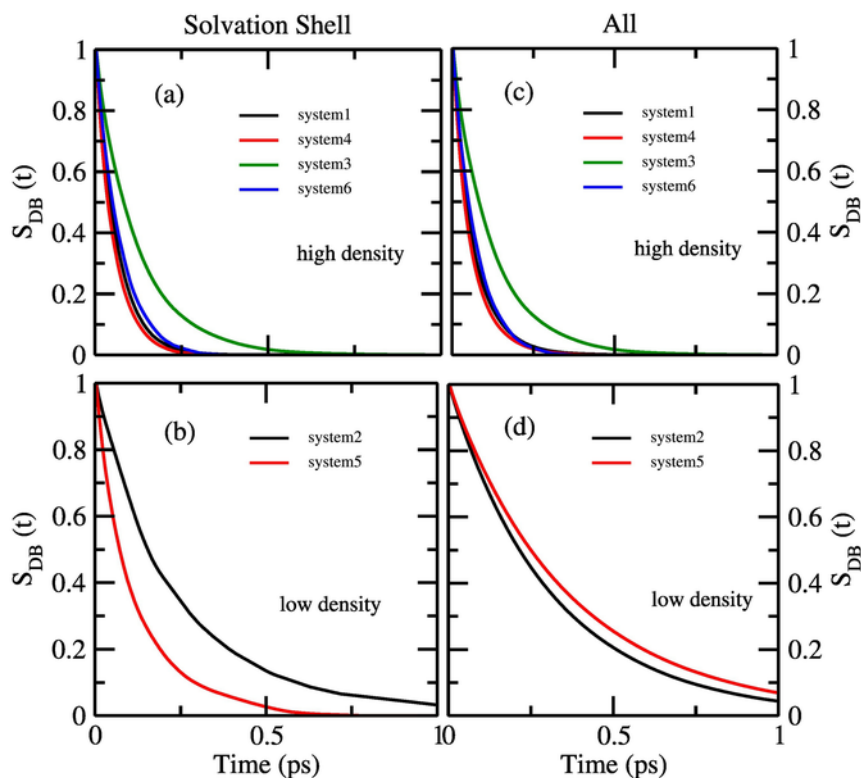 Solvation Shell
All
1
0.8
0.6
0.4
0.2
0
S_DB (t)
(a)
system1
system4
system3
system6
high density
(c)
system1
system4
system3
system6
high density
1
0.8
0.6
0.4
0.2
0
S_DB (t)
1
0.8
0.6
0.4
0.2
0
S_DB (t)
(b)
system2
system5
low density
(d)
system2
system5
low density
1
0.8
0.6
0.4
0.2
0
S_DB (t)
0 0.5 1
0 0.5 1
Time (ps)
Time (ps)